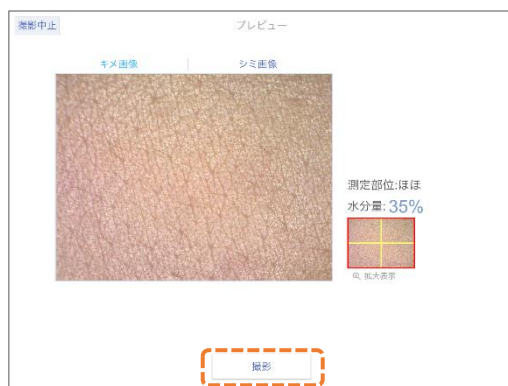 撮影中止
プレビュー
キメ画像
シミ画像
測定部位:ほほ
水分量: 35%
拡大表示
撮影